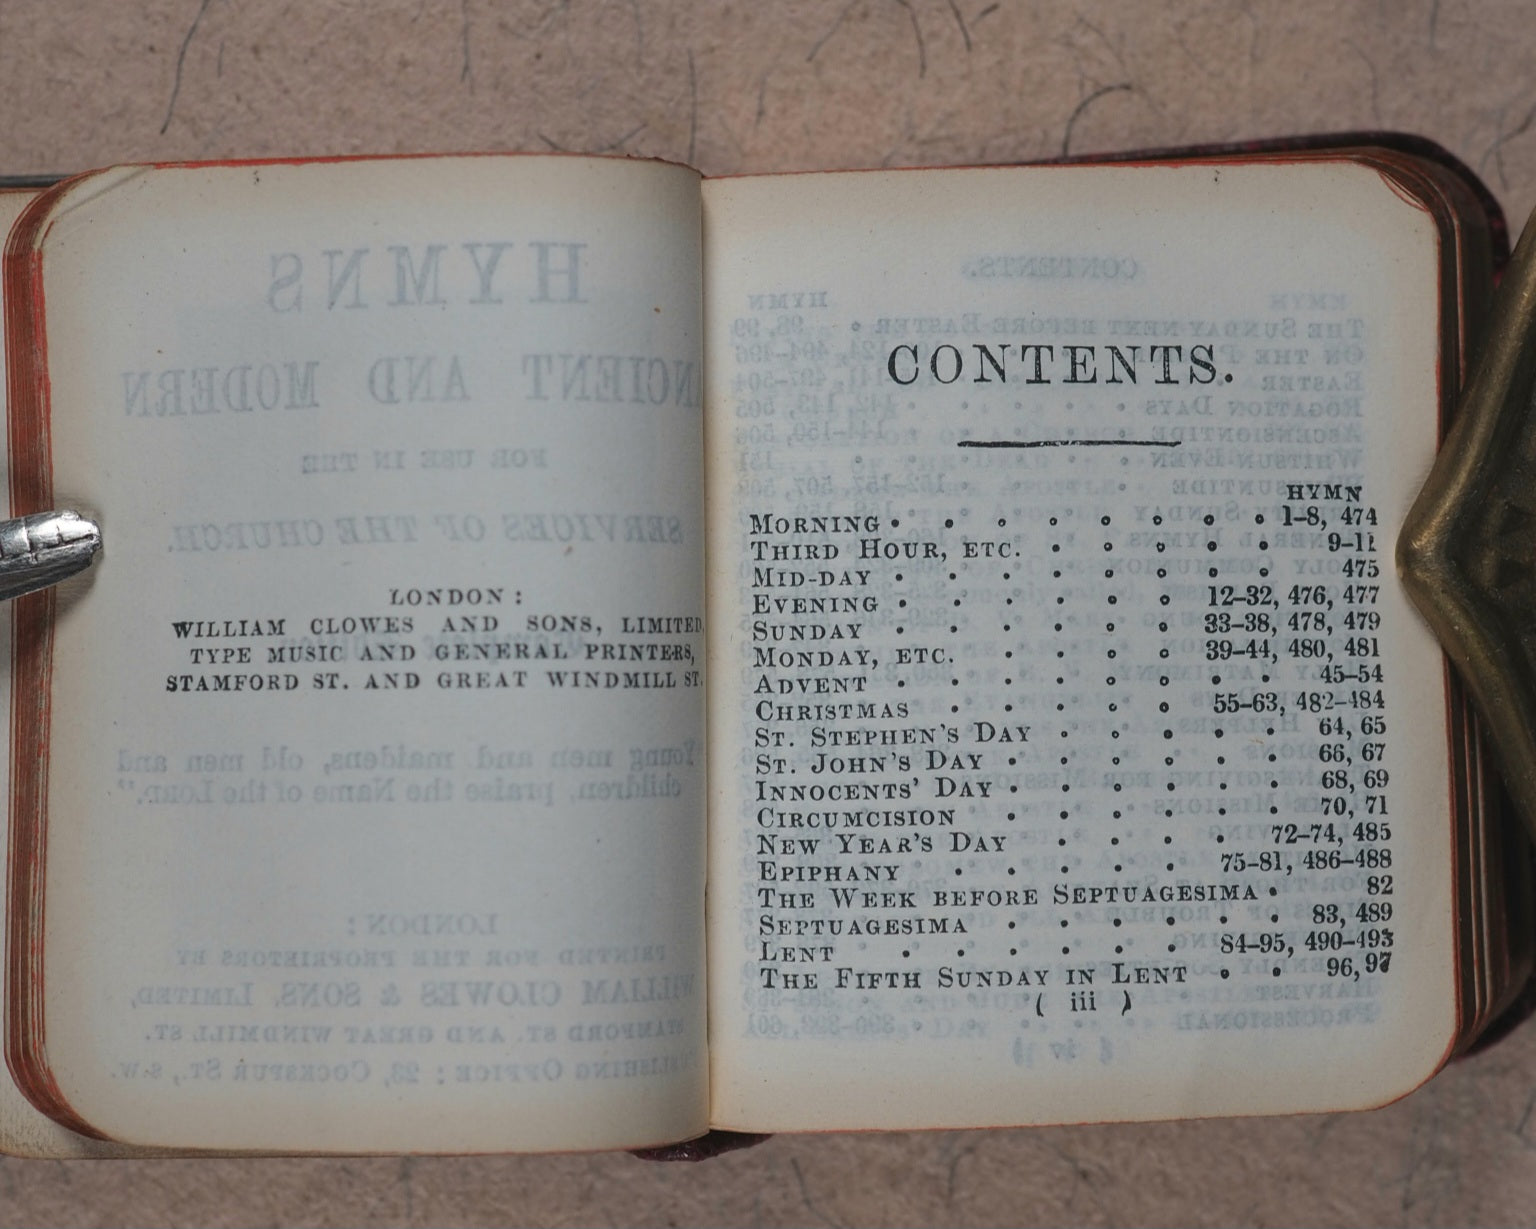 LONDON:
WILLIAM CLOWES AND SONS, LIMITED,
TYPE MUSIC AND GENERAL PRINTERS,
STAMFORD ST. AND GREAT WINDMILL ST.
CONTENTS.
HYMN
MORNING 1–8, 474
THIRD HOUR, ETC. 9–11
MID-DAY 475
EVENING 12–32, 476, 477
SUNDAY 33–38, 478, 479
MONDAY, ETC. 39–44, 480, 481
ADVENT 45–54
CHRISTMAS 55–63, 482–484
ST. STEPHEN'S DAY 64, 65
ST. JOHN'S DAY 66, 67
INNOCENTS' DAY 68, 69
CIRCUMCISION 70, 71
NEW YEAR'S DAY 72–74, 485
EPIPHANY 75–81, 486–488
THE WEEK BEFORE SEPTUAGESIMA 82
SEPTUAGESIMA 83, 489
LENT 84–95, 490–493
THE FIFTH SUNDAY IN LENT 96, 97
( iii )